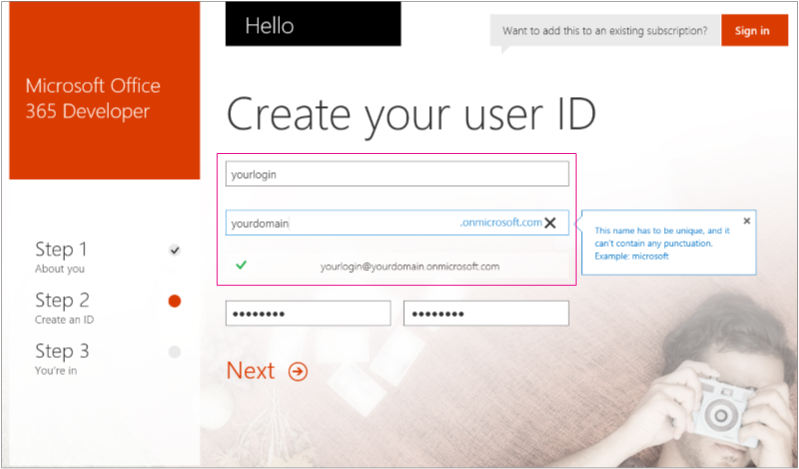 Hello
Want to add this to an existing subscription?
Sign in
Microsoft Office
365 Developer
Create your user ID
yourlogin
yourdomain
.onmicrosoft.com
This name has to be unique, and it
can't contain any punctuation.
Example: microsoft
yourlogin@yourdomain.onmicrosoft.com
Step 1
About you
Step 2
Create an ID
Step 3
You're in
Next